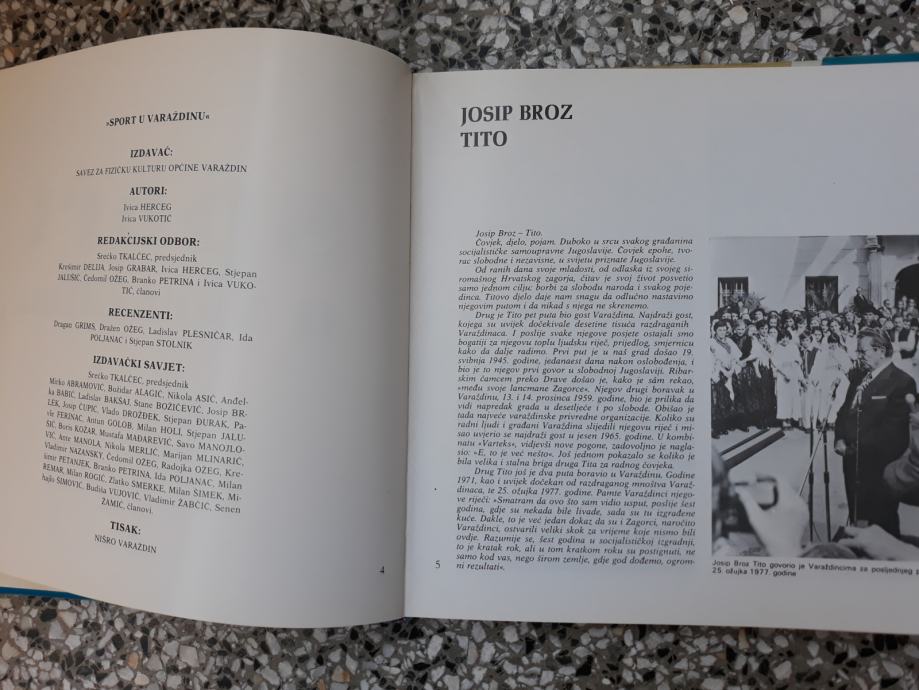 »SPORT U VARAŽDINU«
IZDAVAČ:
SAVEZ ZA FIZIČKU KULTURU OPĆINE VARAŽDIN
AUTORI:
Ivica HERCEG
Ivica VUKOTIĆ
REDAKCIJSKI ODBOR:
Srećko TKALČEC, predsjednik
Krešimir DELIJA, Josip GRABAR, Ivica HERCEG, Stjepan
JALUŠIĆ, Čedomil OŽEG, Branko PETRINA i Ivica VUKO-
TIĆ, članovi
RECENZENTI:
Dragan GRIMS, Dražen OŽEG, Ladislav PLESNIČAR, Ida
POLJANAC i Stjepan STOLNIK
IZDAVAČKI SAVJET:
Srećko TKALČEC, predsjednik
Mirko ABRAMOVIĆ, Božidar ALAGIĆ, Nikola ASIĆ, Anđel-
ka BABIĆ, Ladislav BAKSAJ, Stane BOŽIČEVIĆ, Josip BR-
LEK, Josip ČUPIĆ, Vlado DROŽĐEK, Stjepan ĐURAK, Pa-
vle FERINAC, Antun GOLOB, Milan HOLI, Stjepan JALU-
ŠIĆ, Boris KOZAR, Mustafa MAĐAREVIĆ, Savo MANOJLO-
VIĆ, Ante MANOLA, Nikola MERLIĆ, Marijan MLINARIĆ,
Vladimir NAZANSKY, Čedomil OŽEG, Radojka OŽEG, Kre-
šimir PETANJEK, Branko PETRINA, Ida POLJANEC, Milan
REMAR, Milan ROGIĆ, Zlatko SMERKE, Milan ŠIMEK, Mi-
hajlo ŠIMOVIĆ, Budiša VUJOVIĆ, Vladimir ŽABČIĆ, Senen
ŽAMIĆ, članovi.
TISAK:
NIŠRO VARAŽDIN
4
JOSIP BROZ
TITO
Josip Broz – Tito.
Čovjek, djelo, pojam. Duboko u srcu svakog građanina
socijalističke samoupravne Jugoslavije. Čovjek epohe, tvo-
rac slobodne i nezavisne, u svijetu priznate Jugoslavije.
Od ranih dana svoje mladosti, od odlaska iz svojeg si-
romašnog Hrvatskog zagorja, čitav je svoj život posvetio
samo jednom cilju: borbi za slobodu naroda i svakog poje-
dinca. Titovo djelo daje nam snagu da odlučno nastavimo
njegovim putom i da nikad s njega ne skrenemo.
Drug je Tito pet puta bio gost Varaždina. Najdraži gost,
kojega su uvijek dočekivale desetine tisuća razdraganih
Varaždinaca. I poslije svake njegove posjete ostajali smo
bogatiji za njegovu toplu ljudsku riječ, prijedlog, smjernicu
kako da dalje radimo. Prvi put je u naš grad došao 19.
svibnja 1945. godine, jedanaest dana nakon oslobođenja, i
bio je to njegov prvi govor u slobodnoj Jugoslaviji. Ribar-
skim čamcem preko Drave došao je, kako je sâm rekao,
»među svoje lancmane Zagorce«. Njegov drugi boravak u
Varaždinu, 13. i 14. prosinca 1959. godine, bio je prilika da
vidi napredak grada u desetljeće i po slobode. Obišao je
tada najveće varaždinske privredne organizacije. Koliko su
radni ljudi i građani Varaždina slijedili njegovu riječ i mi-
sao uvjerio se najdraži gost u jesen 1965. godine. U kombi-
natu »Varteks«, vidjevši nove pogone, zadovoljno je nagla-
sio: »E, to je već nešto«. Još jednom pokazalo se koliko je
bila velika i stalna briga druga Tita za radnog čovjeka.
Drug Tito još je dva puta boravio u Varaždinu. Godine
1971, kao i uvijek dočekan od razdraganog mnoštva Varaž-
dinaca, te 25. ožujka 1977. godine. Pamte Varaždinci njego-
ve riječi: »Smatram da ovo što sam vidio usput, poslije šest
godina, gdje su nekada bile livade, sada su tu izgrađene
kuće. Dakle, to je već jedan dokaz da su i Zagorci, naročito
Varaždinci, ostvarili veliki skok za vrijeme koje nismo bili
ovdje. Razumije se, šest godina u socijalističkoj izgradnji,
to je kratak rok, ali u tom kratkom roku su postignuti, ne
samo kod vas, nego širom zemlje, gdje god dođemo, ogrom-
ni rezultati«.
5
Josip Broz Tito govorio je Varaždincima za posljednjeg
25. ožujka 1977. godine